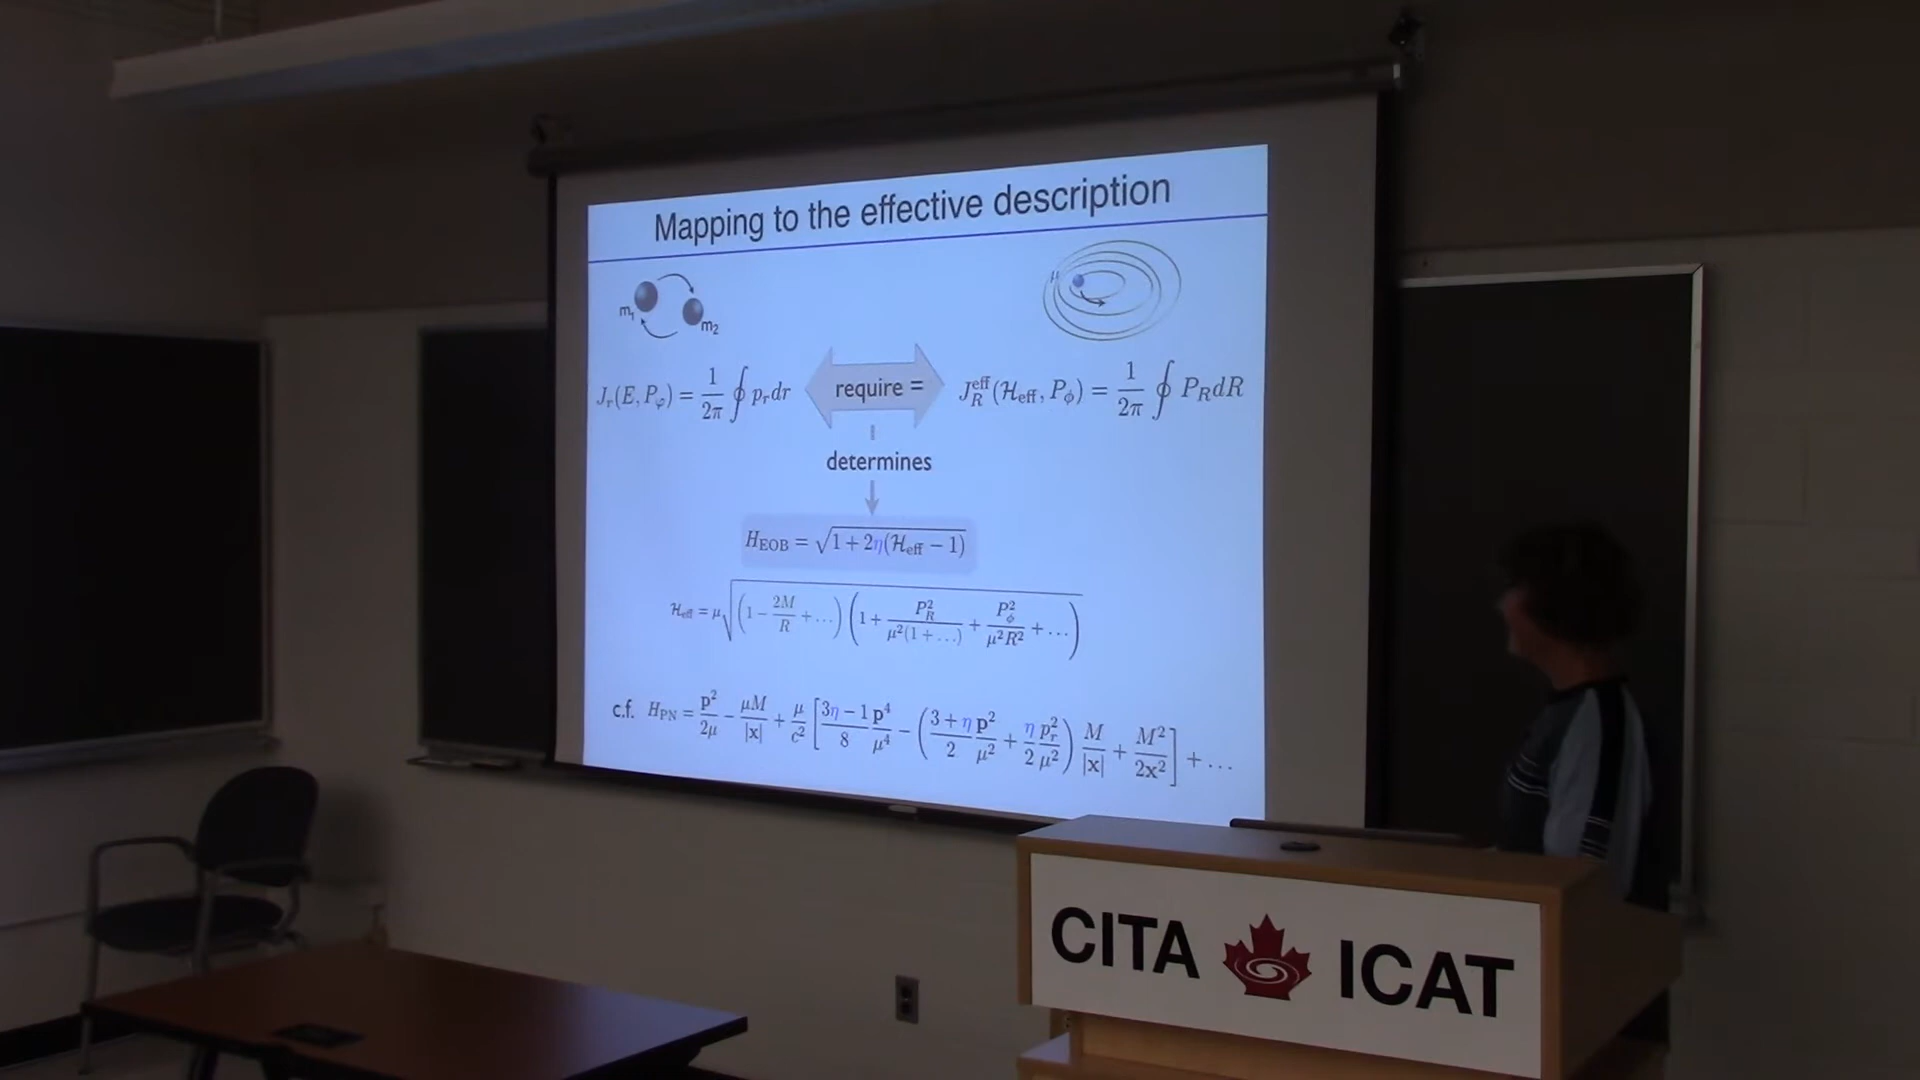 Mapping to the effective description
m₁
m₂
μ
J_r(E, P_φ) = 1/2π ∮ p_r dr
require =
J_R^eff(ℋ_eff, P_ϕ) = 1/2π ∮ P_R dR
determines
H_EOB = √(1 + 2η(ℋ_eff − 1))
ℋ_eff = μ√((1 − 2M/R + …)(1 + P_R²/(μ²(1 + …)) + P_ϕ²/(μ²R²) + …))
c.f. H_PN = p²/2μ − μM/|x| + μ/c² [(3η − 1)/8 p⁴/μ⁴ − ((3 + η)/2 p²/μ² + η/2 p_r²/μ²) M/|x| + M²/2x²] + …
CITA ICAT